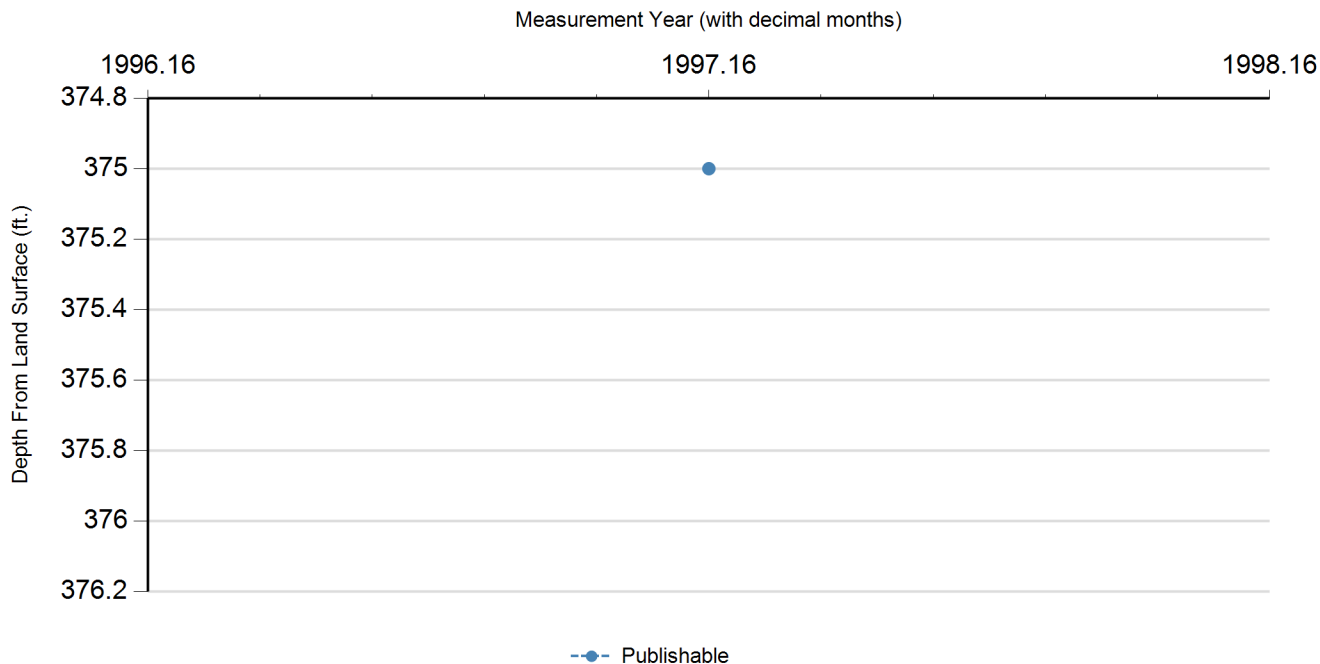 Measurement Year (with decimal months)
1996.16 1997.16 1998.16
374.8
375
375.2
375.4
375.6
375.8
376
376.2
Depth From Land Surface (ft.)
Publishable